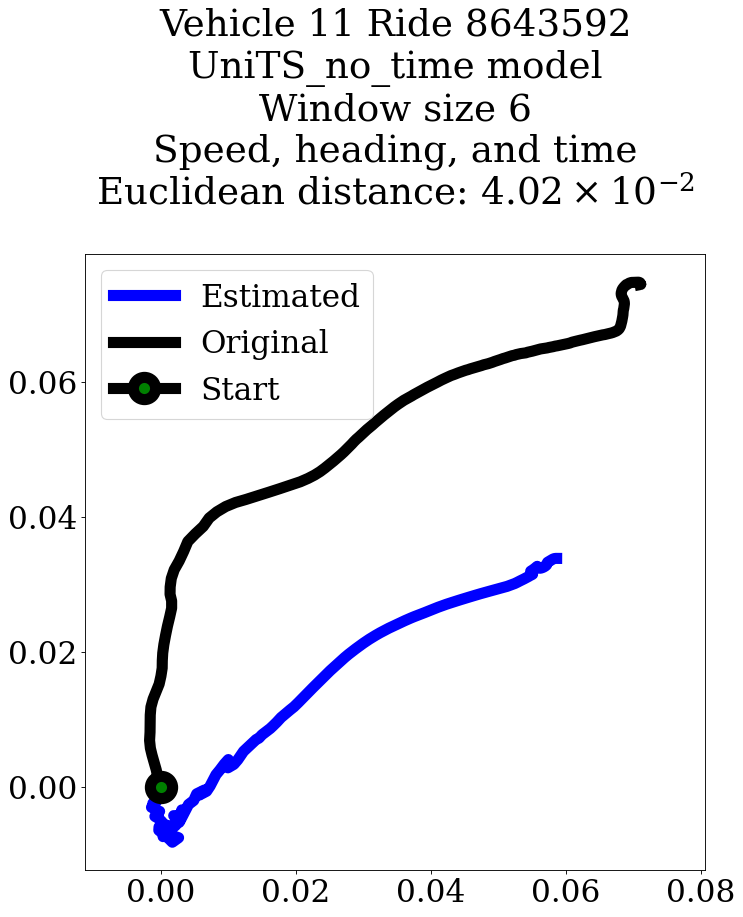 Vehicle 11 Ride 8643592
UniTS_no_time model
Window size 6
Speed, heading, and time
Euclidean distance: 4.02 × 10⁻²
Estimated
Original
Start
0.06
0.04
0.02
0.00
0.00 0.02 0.04 0.06 0.08